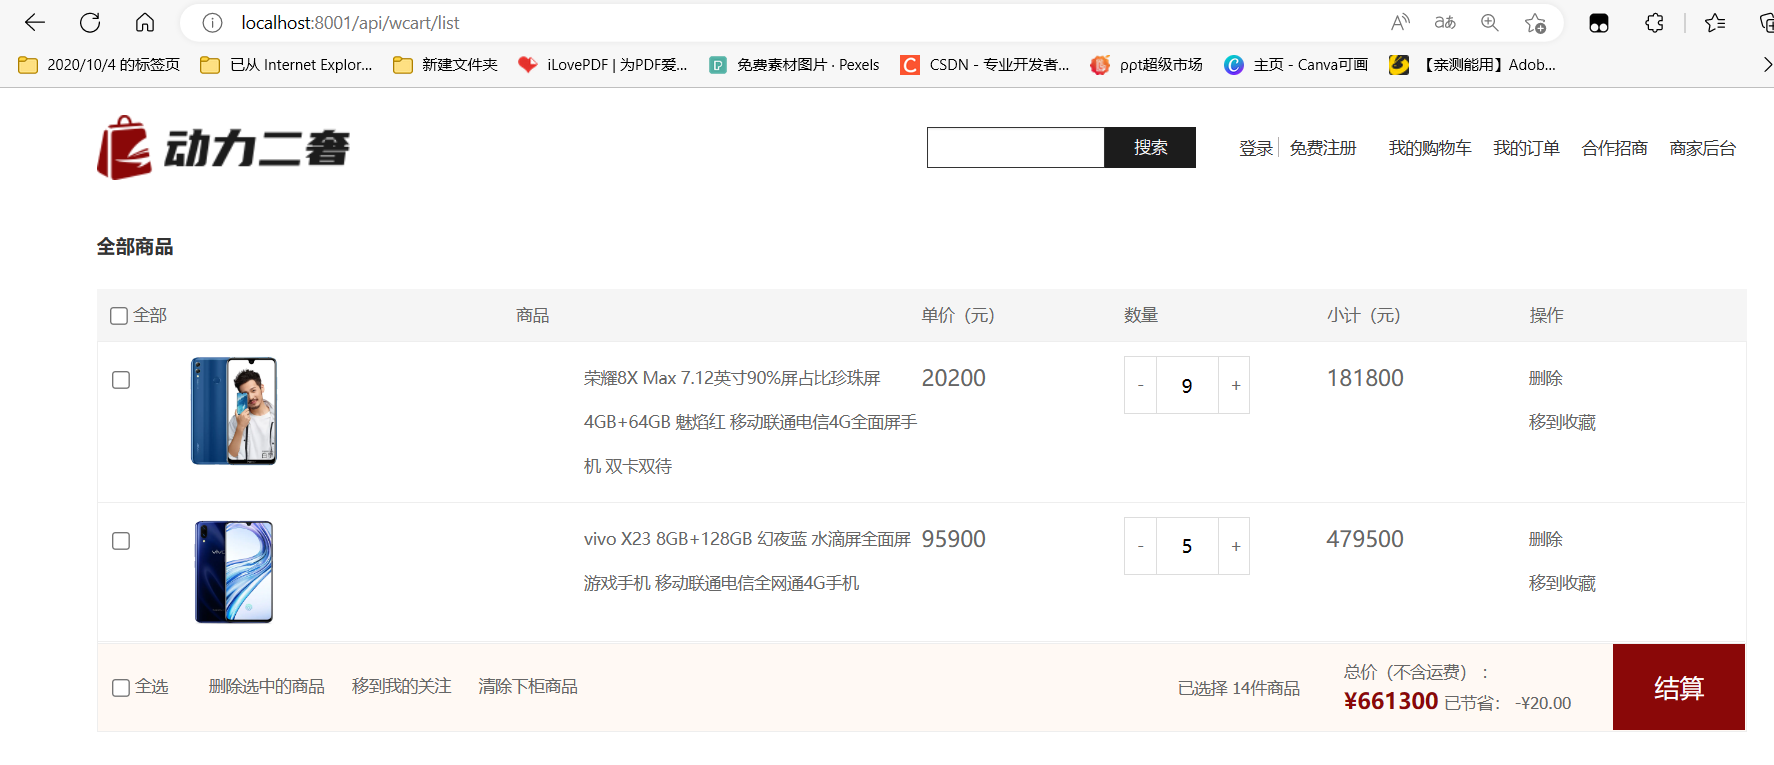 localhost:8001/api/wcart/list
2020/10/4 的标签页 已从 Internet Explor... 新建文件夹 iLovePDF | 为PDF爱... 免费素材图片 · Pexels CSDN - 专业开发者... ppt超级市场 主页 - Canva可画 【亲测能用】Adob...
动力二奢 搜索 登录 免费注册 我的购物车 我的订单 合作招商 商家后台
全部商品
全部 商品 单价（元） 数量 小计（元） 操作
荣耀8X Max 7.12英寸90%屏占比珍珠屏 20200 - 9 + 181800 删除
4GB+64GB 魅焰红 移动联通电信4G全面屏手 移到收藏
机 双卡双待
vivo X23 8GB+128GB 幻夜蓝 水滴屏全面屏 95900 - 5 + 479500 删除
游戏手机 移动联通电信全网通4G手机 移到收藏
全选 删除选中的商品 移到我的关注 清除下柜商品 已选择 14件商品 总价（不含运费）： 结算
¥661300 已节省： -¥20.00